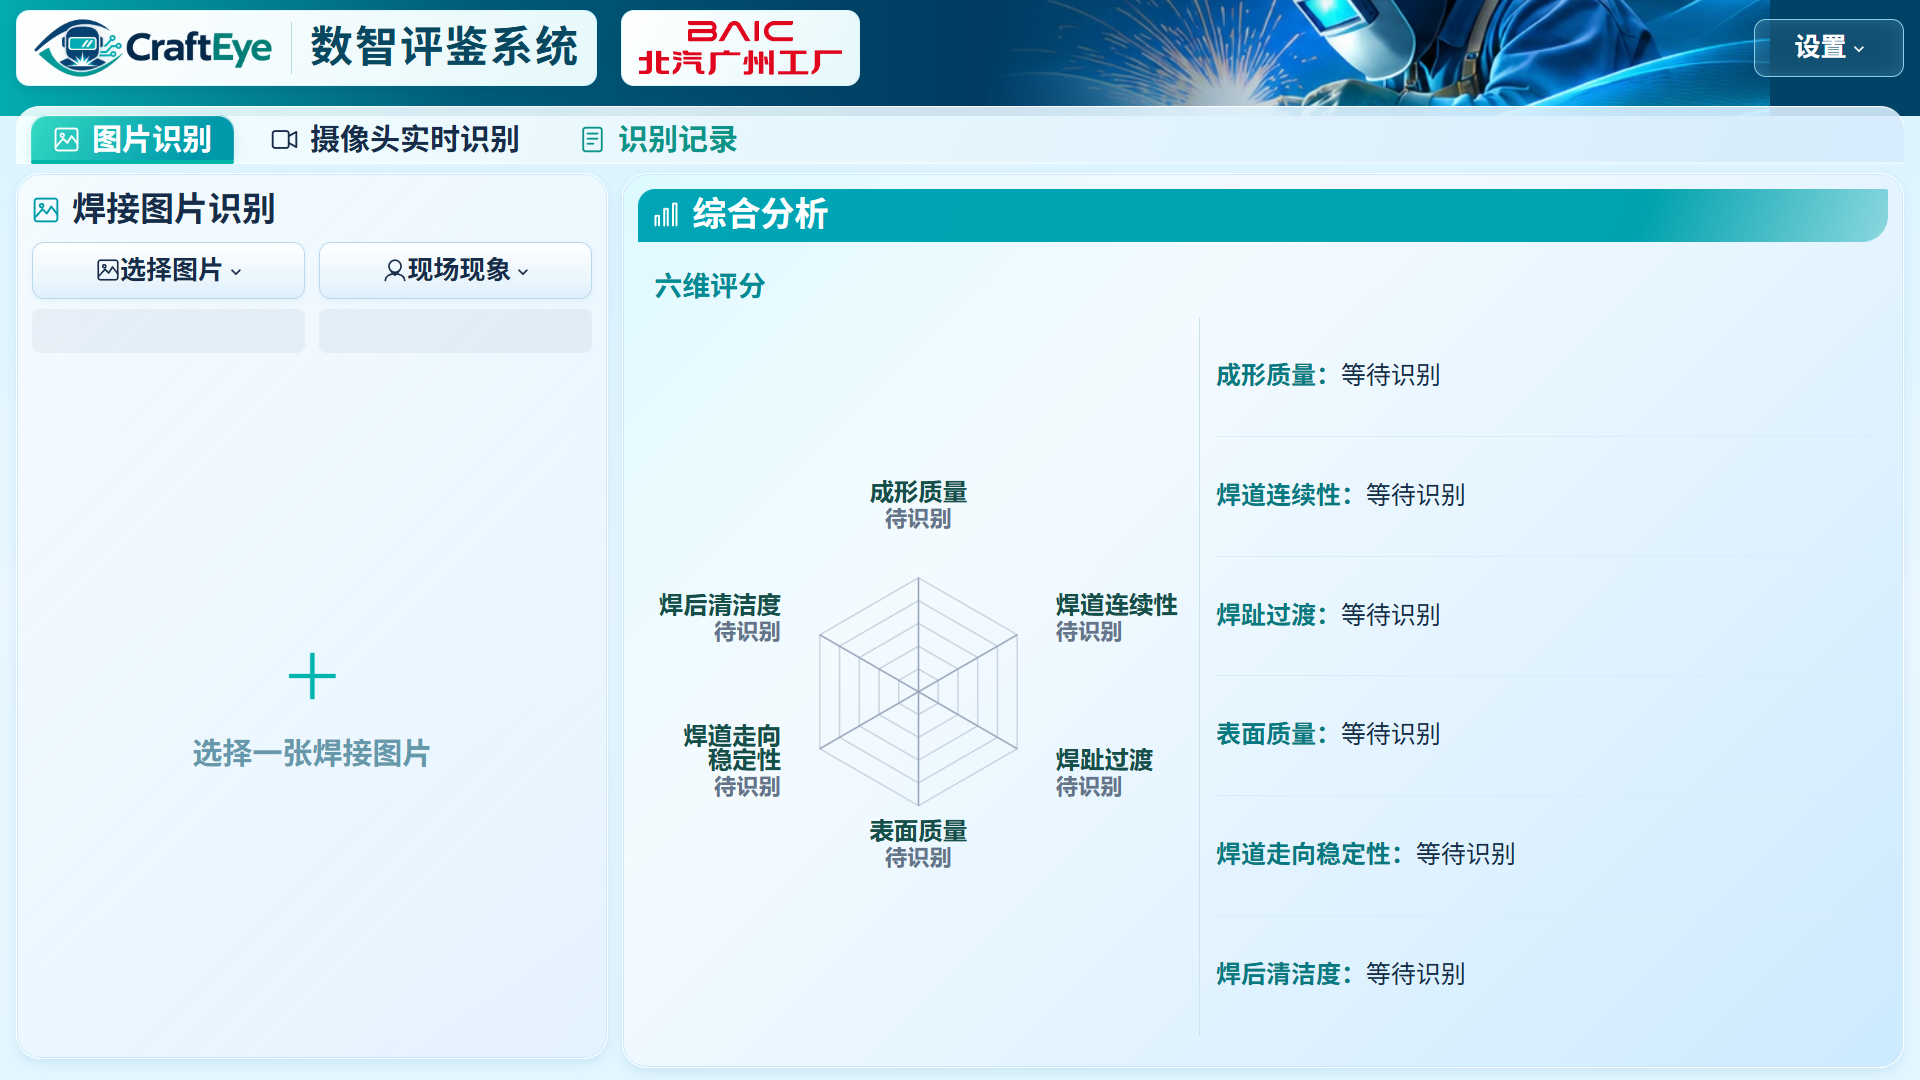 CraftEye 数智评鉴系统
BAIC
北汽广州工厂
设置
图片识别
摄像头实时识别
识别记录
焊接图片识别
选择图片
现场现象
选择一张焊接图片
综合分析
六维评分
成形质量
待识别
焊后清洁度
待识别
焊道连续性
待识别
焊道走向
稳定性
待识别
焊趾过渡
待识别
表面质量
待识别
成形质量：等待识别
焊道连续性：等待识别
焊趾过渡：等待识别
表面质量：等待识别
焊道走向稳定性：等待识别
焊后清洁度：等待识别